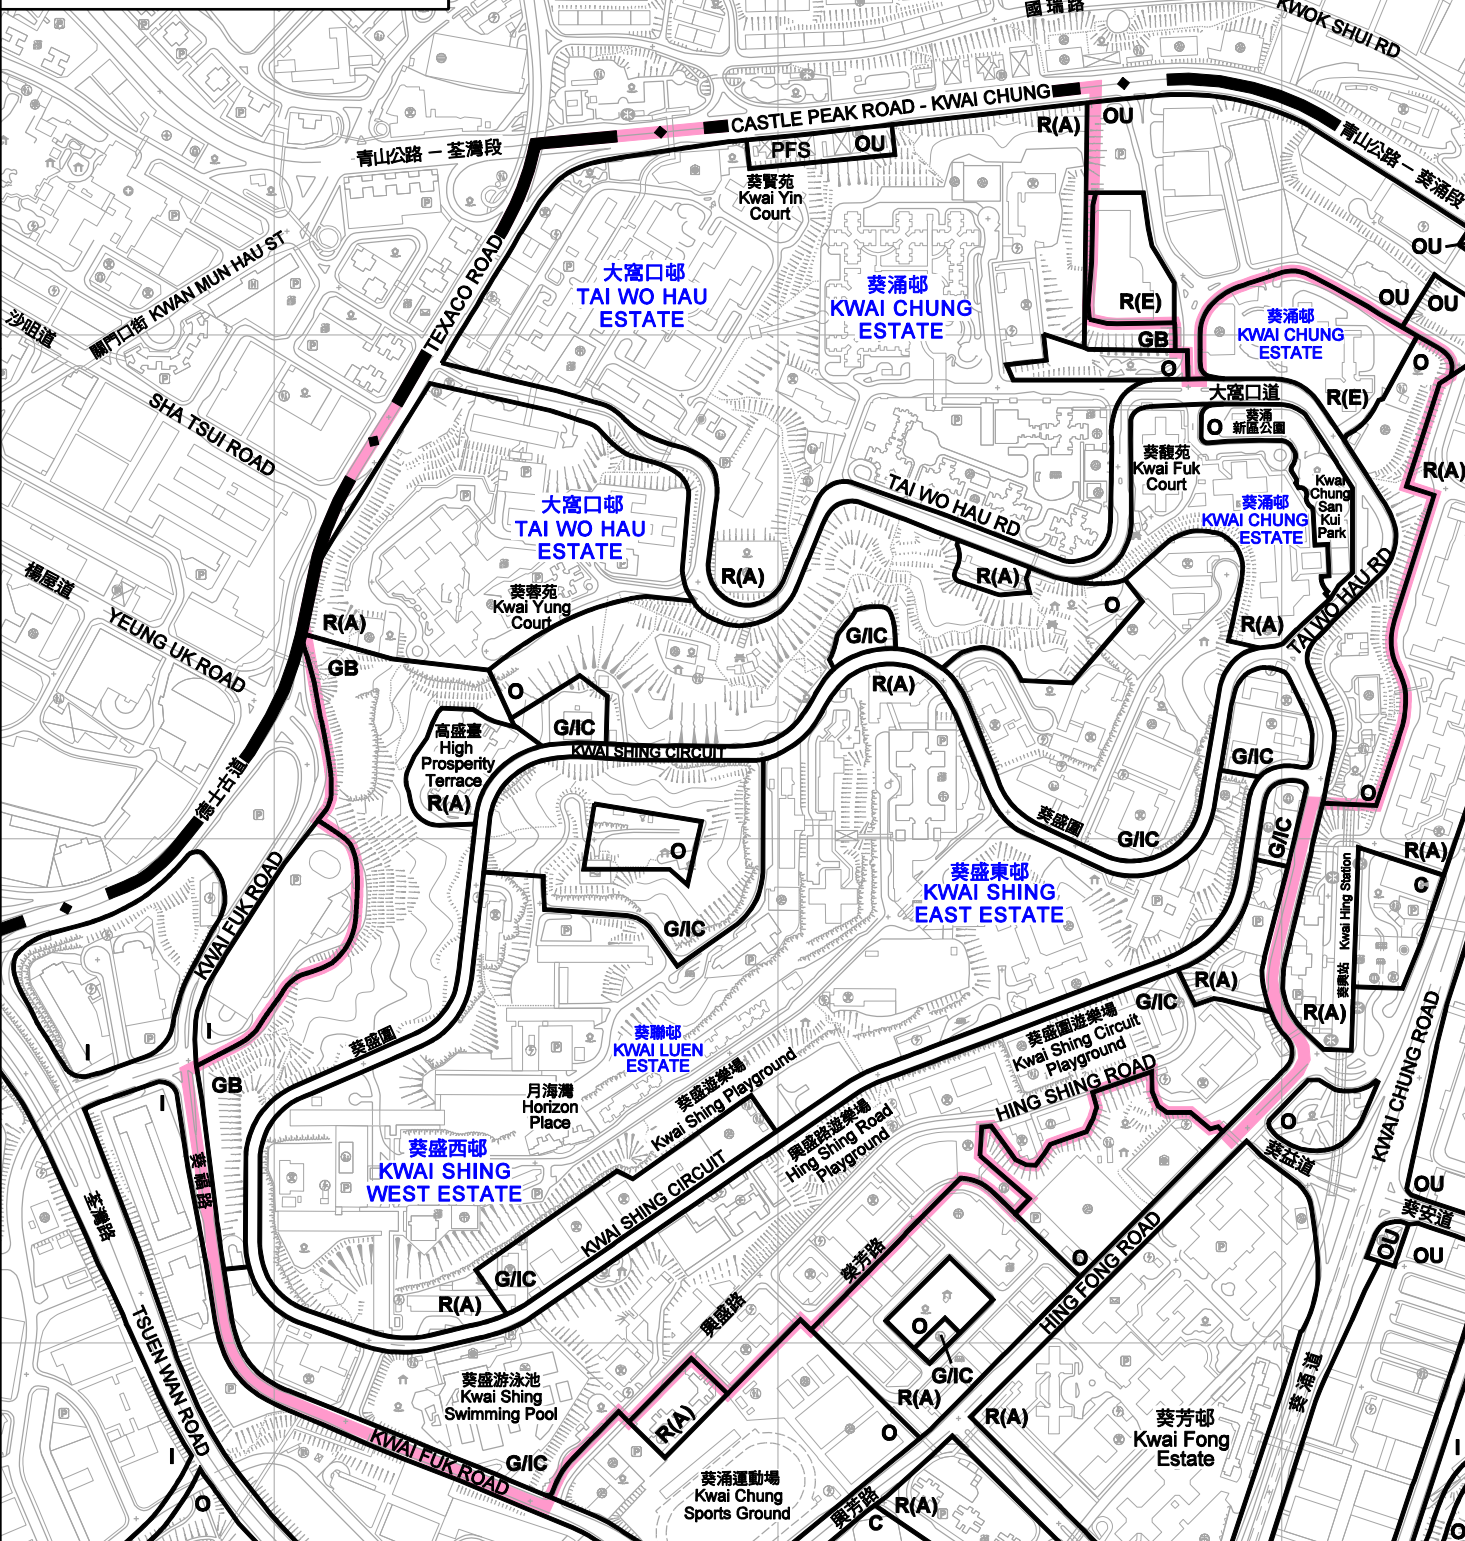 國瑞路
KWOK SHUI RD
CASTLE PEAK ROAD - KWAI CHUNG
青山公路 – 荃灣段
青山公路 – 葵涌段
R(A)
OU
PFS
OU
葵賢苑
Kwai Yin
Court
OU
大窩口邨
TAI WO HAU
ESTATE
葵涌邨
KWAI CHUNG
ESTATE
R(E)
GB
O
葵涌邨
KWAI CHUNG
ESTATE
OU
OU
O
R(E)
R(A)
關門口街 KWAN MUN HAU ST
沙咀道
SHA TSUI ROAD
TEXACO ROAD
大窩口道
O
葵涌
新區公園
葵馥苑
Kwai Fuk
Court
葵涌邨
KWAI CHUNG
ESTATE
Kwai
Chung
San
Kui
Park
大窩口邨
TAI WO HAU
ESTATE
TAI WO HAU RD
R(A)
R(A)
O
R(A)
TAI WO HAU RD
楊屋道
YEUNG UK ROAD
葵蓉苑
Kwai Yung
Court
R(A)
GB
G/IC
R(A)
O
G/IC
KWAI SHING CIRCUIT
高盛臺
High
Prosperity
Terrace
R(A)
德士古道
G/IC
O
葵盛圍
G/IC
G/IC
R(A)
C
O
葵盛東邨
KWAI SHING
EAST ESTATE
G/IC
KWAI FUK ROAD
葵興站 Kwai Hing Station
R(A)
R(A)
G/IC
I
I
葵盛圍
葵聯邨
KWAI LUEN
ESTATE
葵盛圍遊樂場
Kwai Shing Circuit
Playground
HING SHING ROAD
KWAI CHUNG ROAD
GB
I
月海灣
Horizon
Place
葵盛遊樂場
Kwai Shing Playground
興盛路遊樂場
Hing Shing Road
Playground
O
葵益道
葵盛西邨
KWAI SHING
WEST ESTATE
葵福路
荃灣路
KWAI SHING CIRCUIT
OU
葵安道
OU
OU
G/IC
R(A)
榮芳路
興盛路
O
HING FONG ROAD
TSUEN WAN ROAD
O
G/IC
R(A)
葵涌道
葵盛游泳池
Kwai Shing
Swimming Pool
KWAI FUK ROAD
G/IC
R(A)
O
R(A)
葵芳邨
Kwai Fong
Estate
I
O
葵涌運動場
Kwai Chung
Sports Ground
興芳路
C
R(A)
I
O